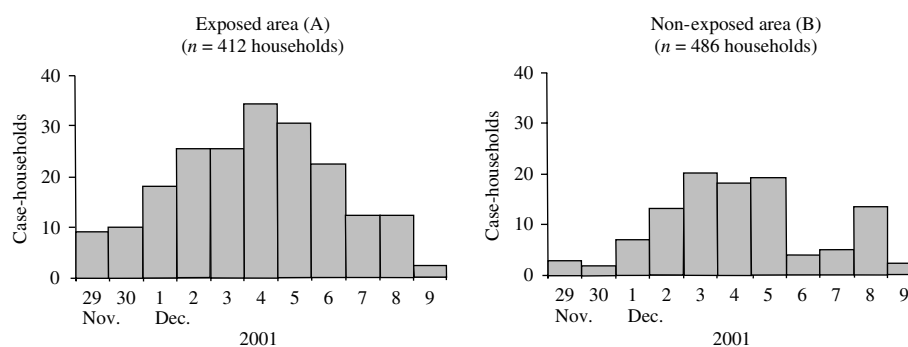 Exposed area (A)
(n = 412 households)
Case-households
40
30
20
10
0
29 30 1 2 3 4 5 6 7 8 9
Nov. Dec.
2001
Non-exposed area (B)
(n = 486 households)
Case-households
40
30
20
10
0
29 30 1 2 3 4 5 6 7 8 9
Nov. Dec.
2001